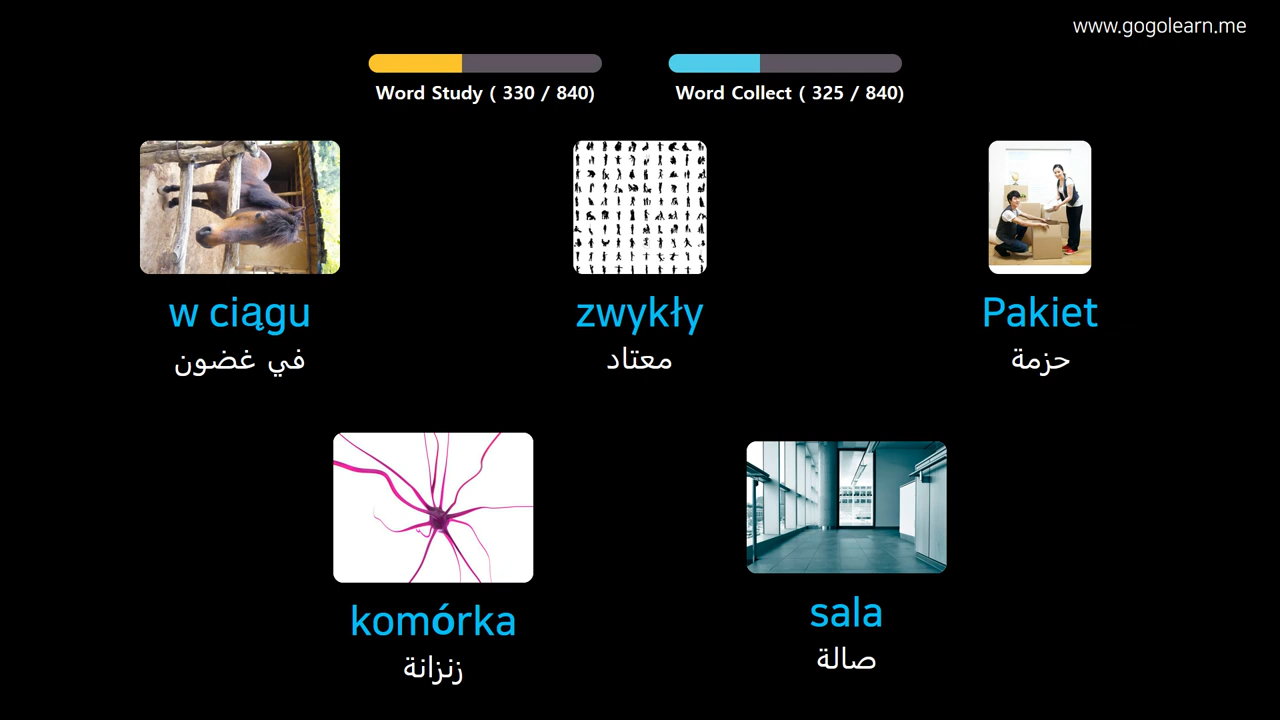 www.gogolearn.me
Word Study ( 330 / 840)
Word Collect ( 325 / 840)
w ciągu
في غضون
zwykły
معتاد
Pakiet
حزمة
komórka
زنزانة
sala
صالة